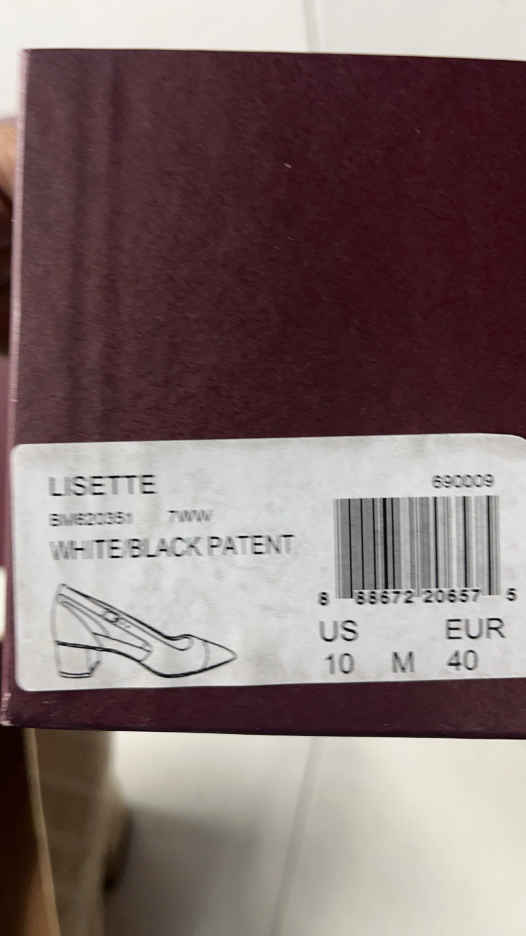 LISETTE
690009
BM620351 7WW
WHITE/BLACK PATENT
8 88672 20657 5
US EUR
10 M 40